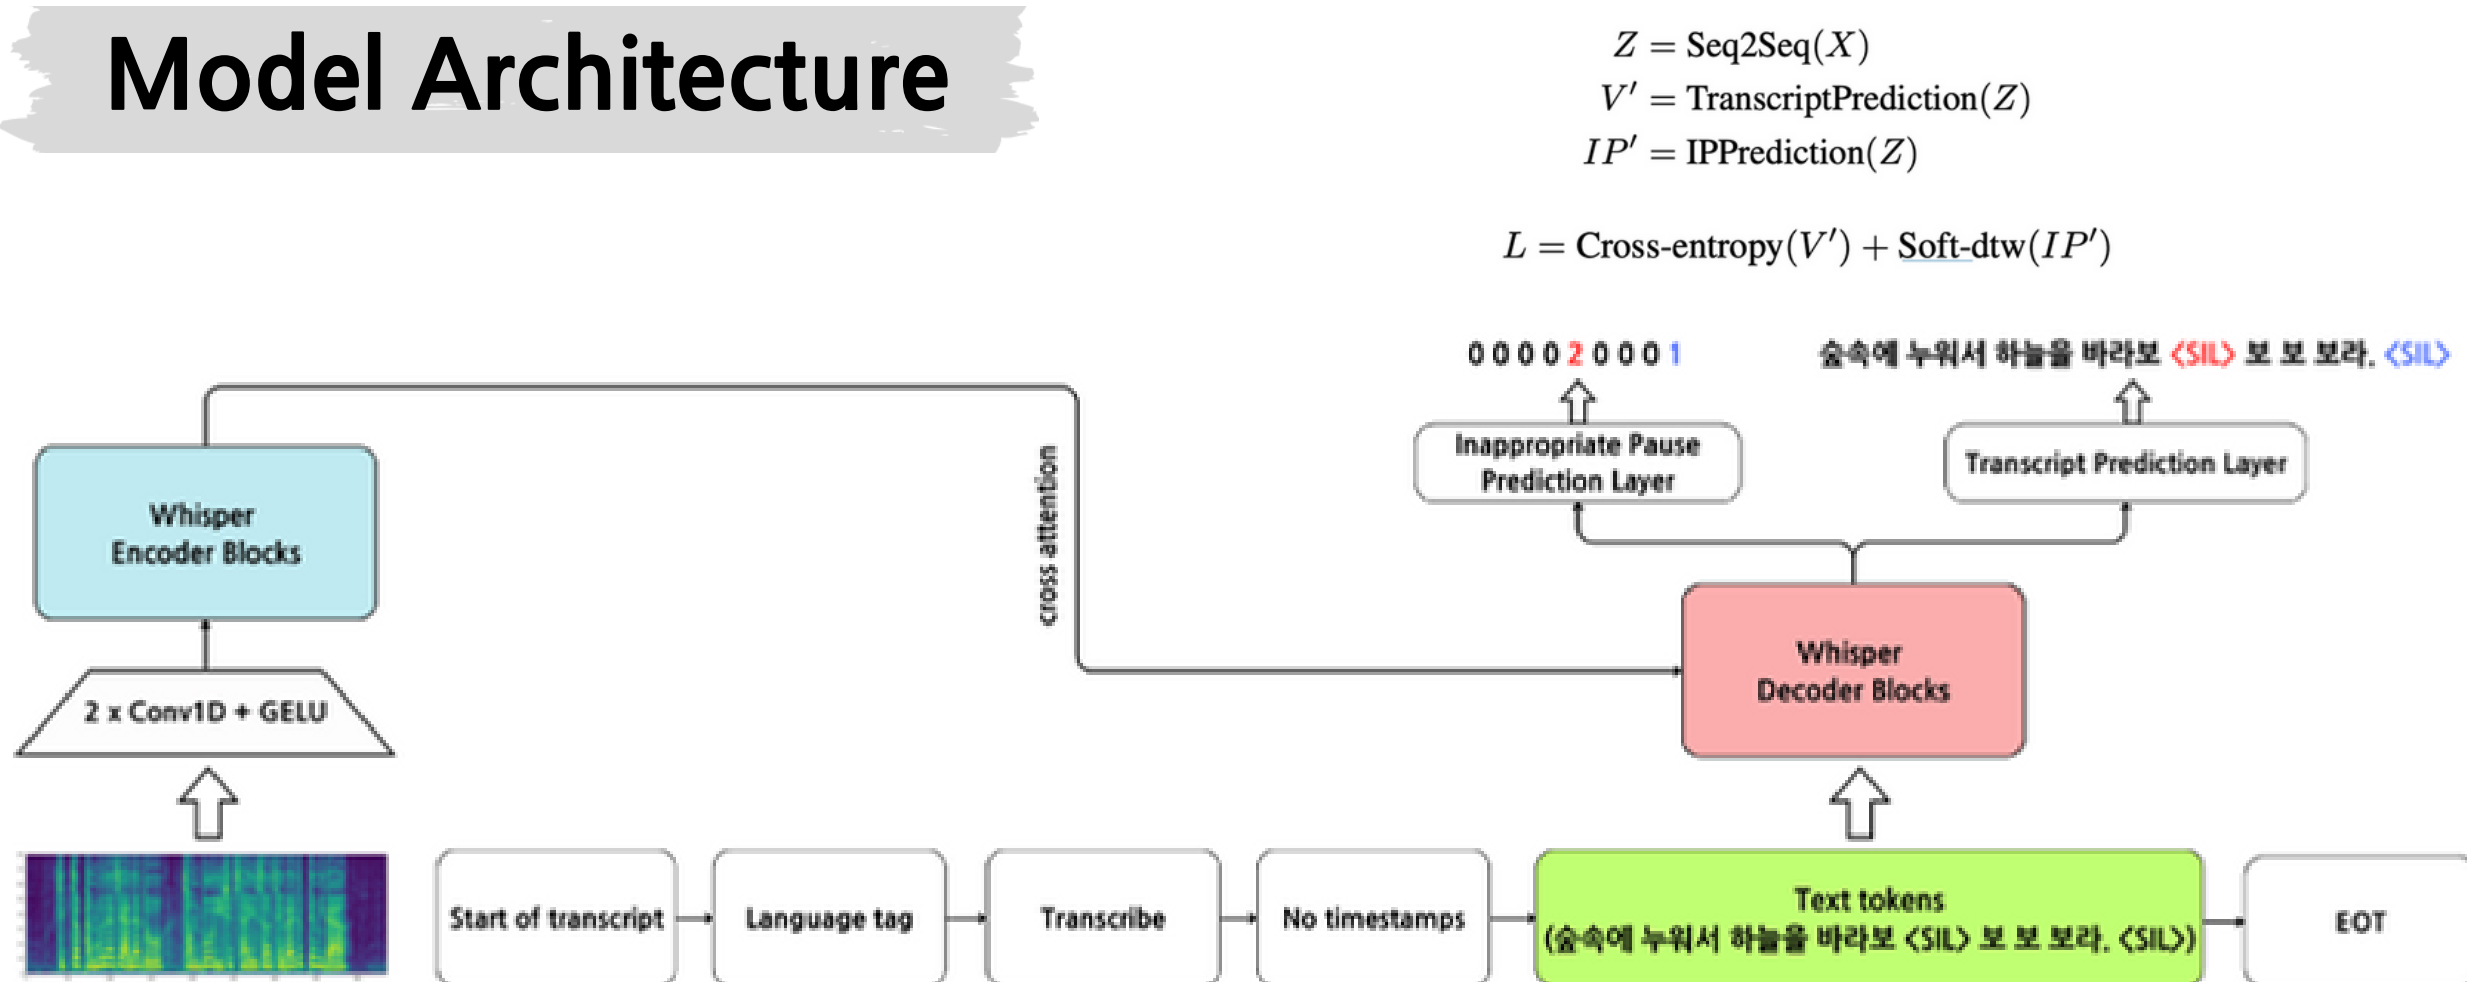 Model Architecture
Z = Seq2Seq(X)
V′ = TranscriptPrediction(Z)
IP′ = IPPrediction(Z)
L = Cross-entropy(V′) + Soft-dtw(IP′)
0 0 0 0 2 0 0 0 1
숲속에 누워서 하늘을 바라보 <SIL> 보 보 보라. <SIL>
Inappropriate Pause
Prediction Layer
Transcript Prediction Layer
cross attention
Whisper
Encoder Blocks
Whisper
Decoder Blocks
2 x Conv1D + GELU
Start of transcript
Language tag
Transcribe
No timestamps
Text tokens
(숲속에 누워서 하늘을 바라보 <SIL> 보 보 보라. <SIL>)
EOT